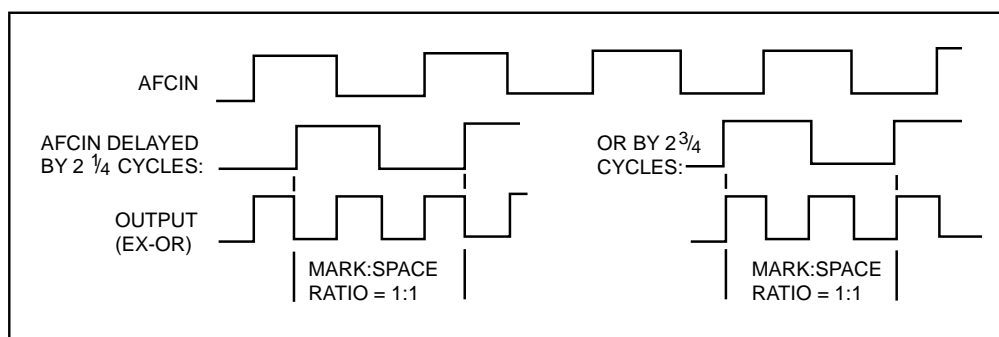 AFCIN
AFCIN DELAYED
BY 2 1/4 CYCLES:
OR BY 2 3/4
CYCLES:
OUTPUT
(EX-OR)
MARK:SPACE
RATIO = 1:1
MARK:SPACE
RATIO = 1:1